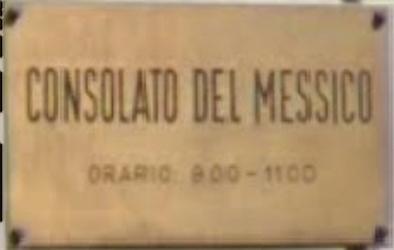 CONSOLATO DEL MESSICO
ORARIO: 9.00-11.00